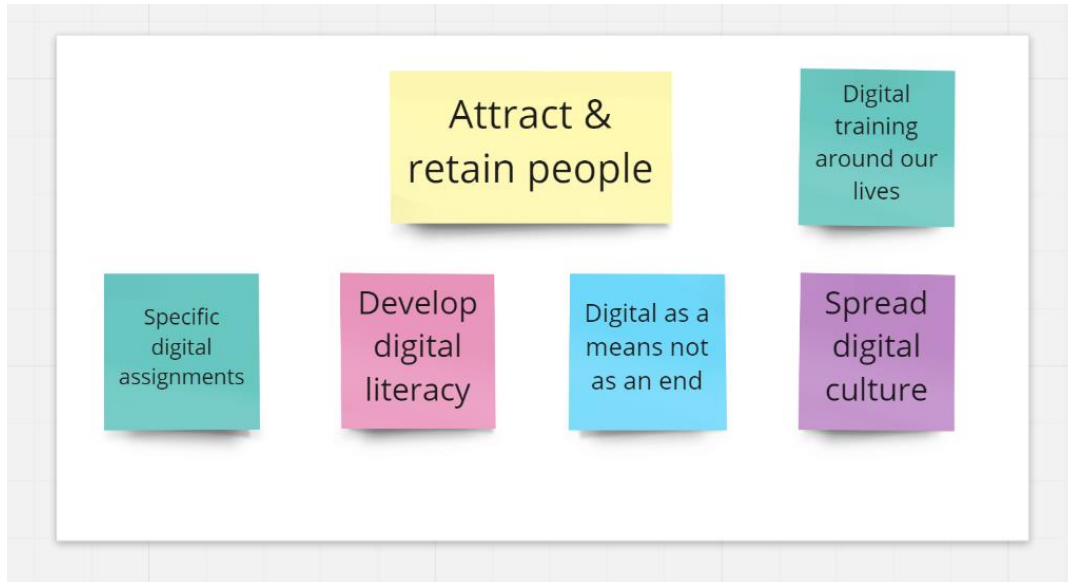 Attract &
retain people
Digital
training
around our
lives
Specific
digital
assignments
Develop
digital
literacy
Digital as a
means not
as an end
Spread
digital
culture